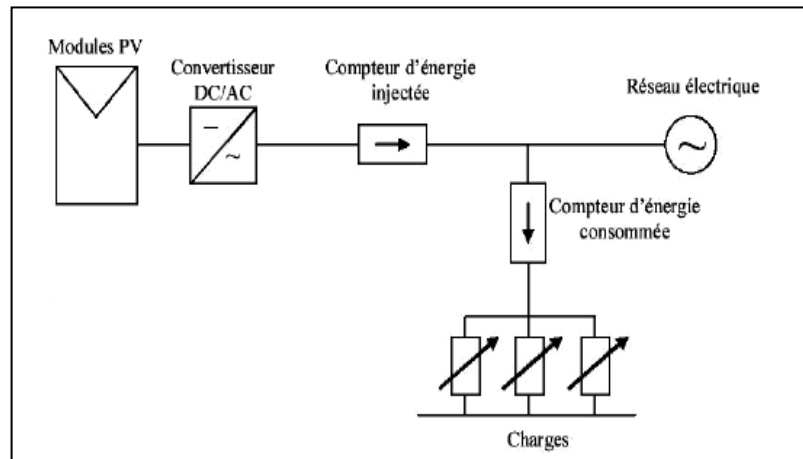 Modules PV
Convertisseur
DC/AC
Compteur d'énergie
injectée
Réseau électrique
Compteur d'énergie
consommée
Charges